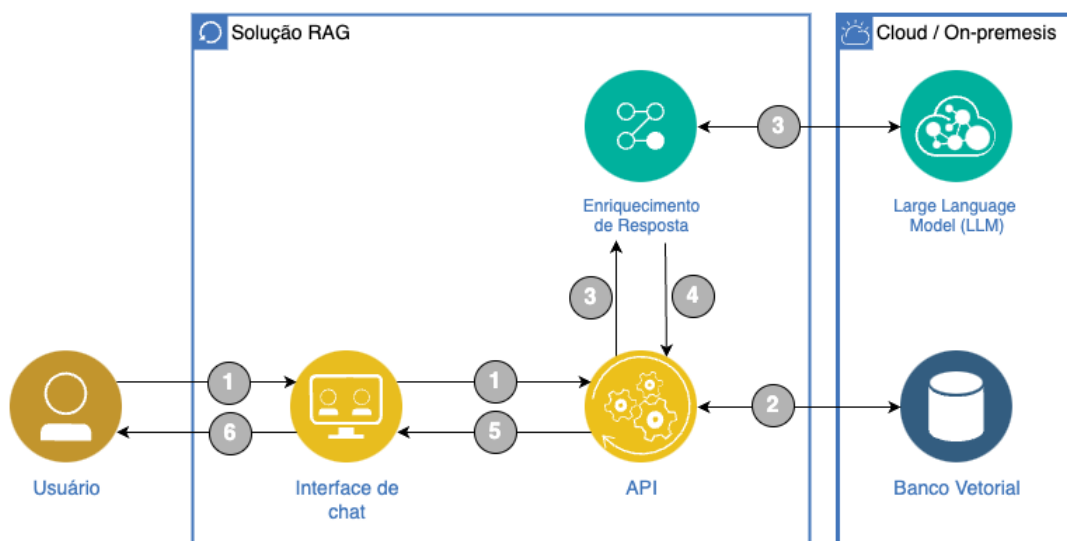 Solução RAG
Cloud / On-premesis
3
Enriquecimento
de Resposta
Large Language
Model (LLM)
3
4
1
1
2
6
5
Usuário
Interface de
chat
API
Banco Vetorial